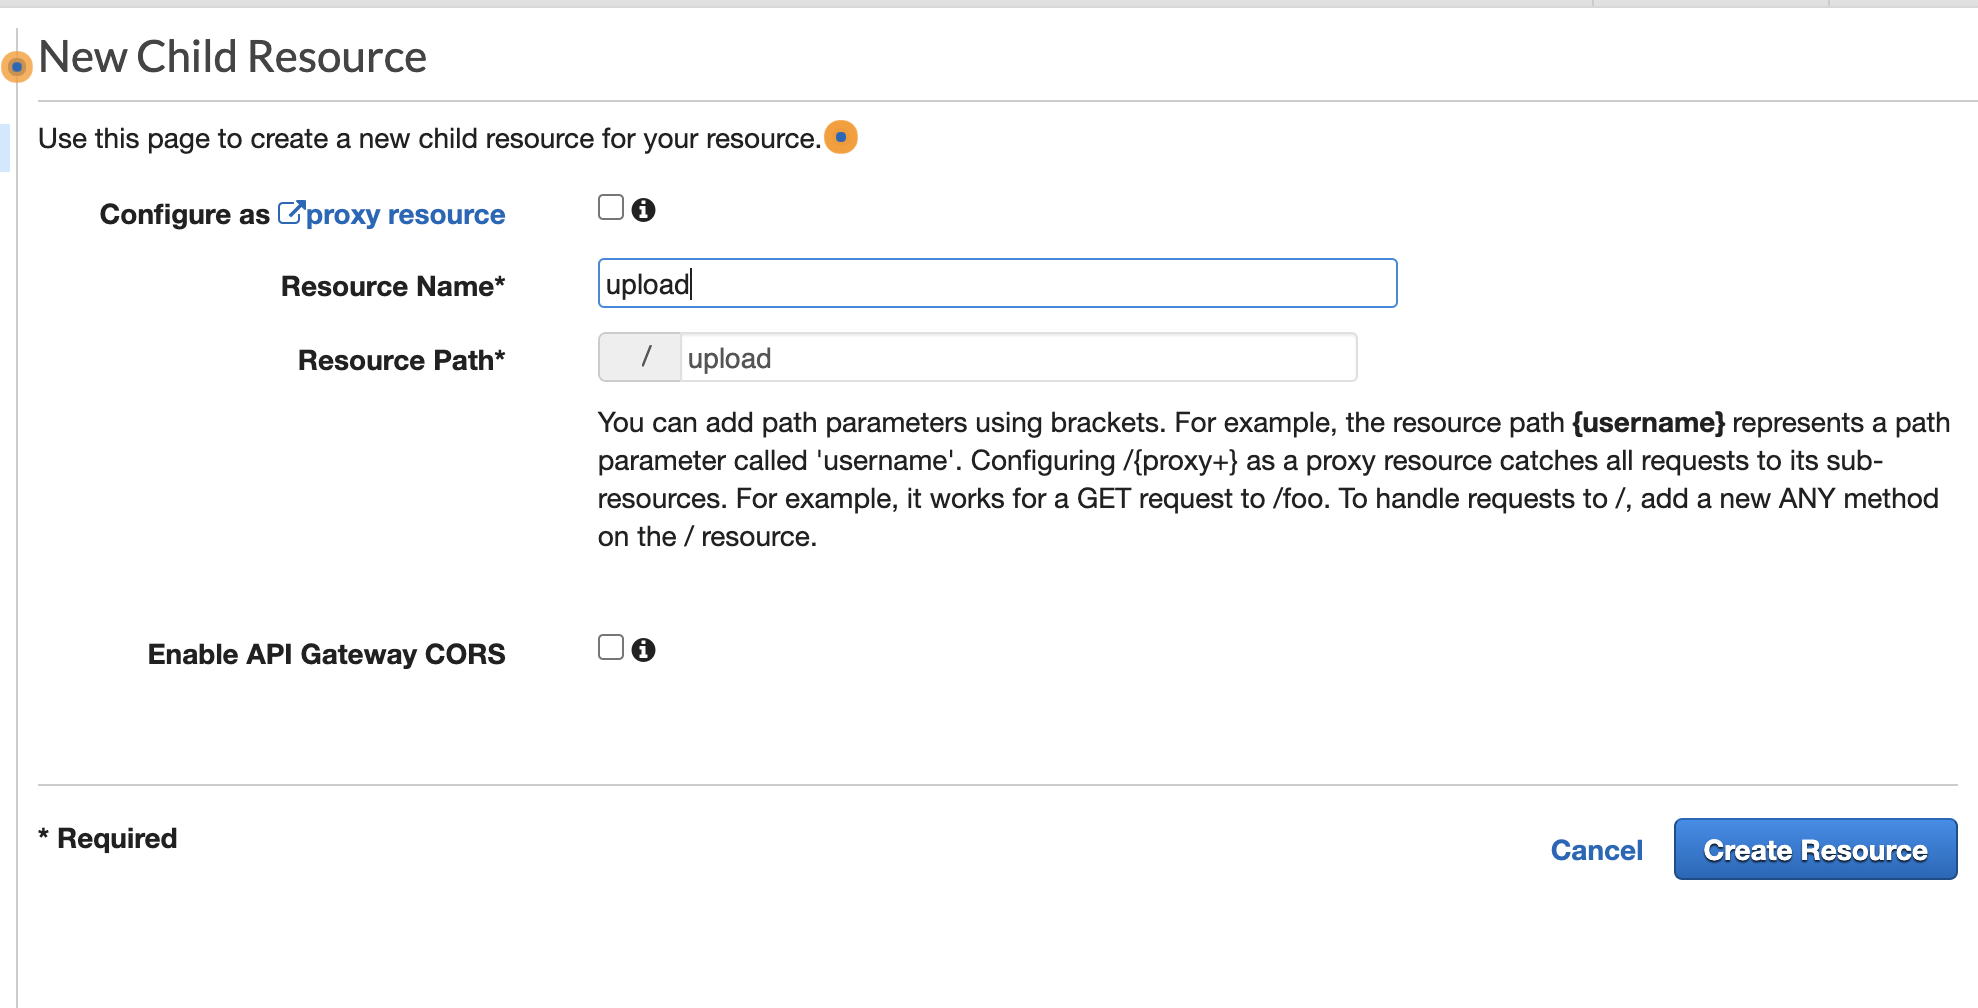 New Child Resource
Use this page to create a new child resource for your resource.
Configure as proxy resource
Resource Name* upload
Resource Path* / upload
You can add path parameters using brackets. For example, the resource path {username} represents a path
parameter called 'username'. Configuring /{proxy+} as a proxy resource catches all requests to its sub-
resources. For example, it works for a GET request to /foo. To handle requests to /, add a new ANY method
on the / resource.
Enable API Gateway CORS
* Required
Cancel Create Resource